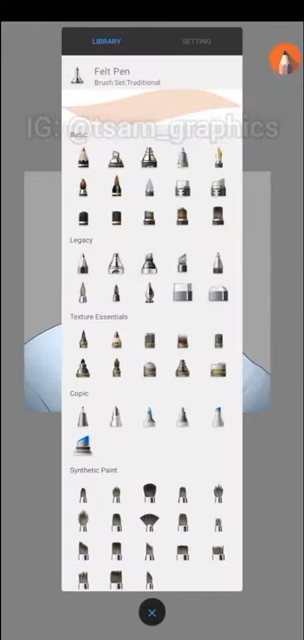 LIBRARY
SETTING
Felt Pen
Brush Set:Traditional
IG: @tsam_graphics
Basic
Legacy
Texture Essentials
Copic
Synthetic Paint